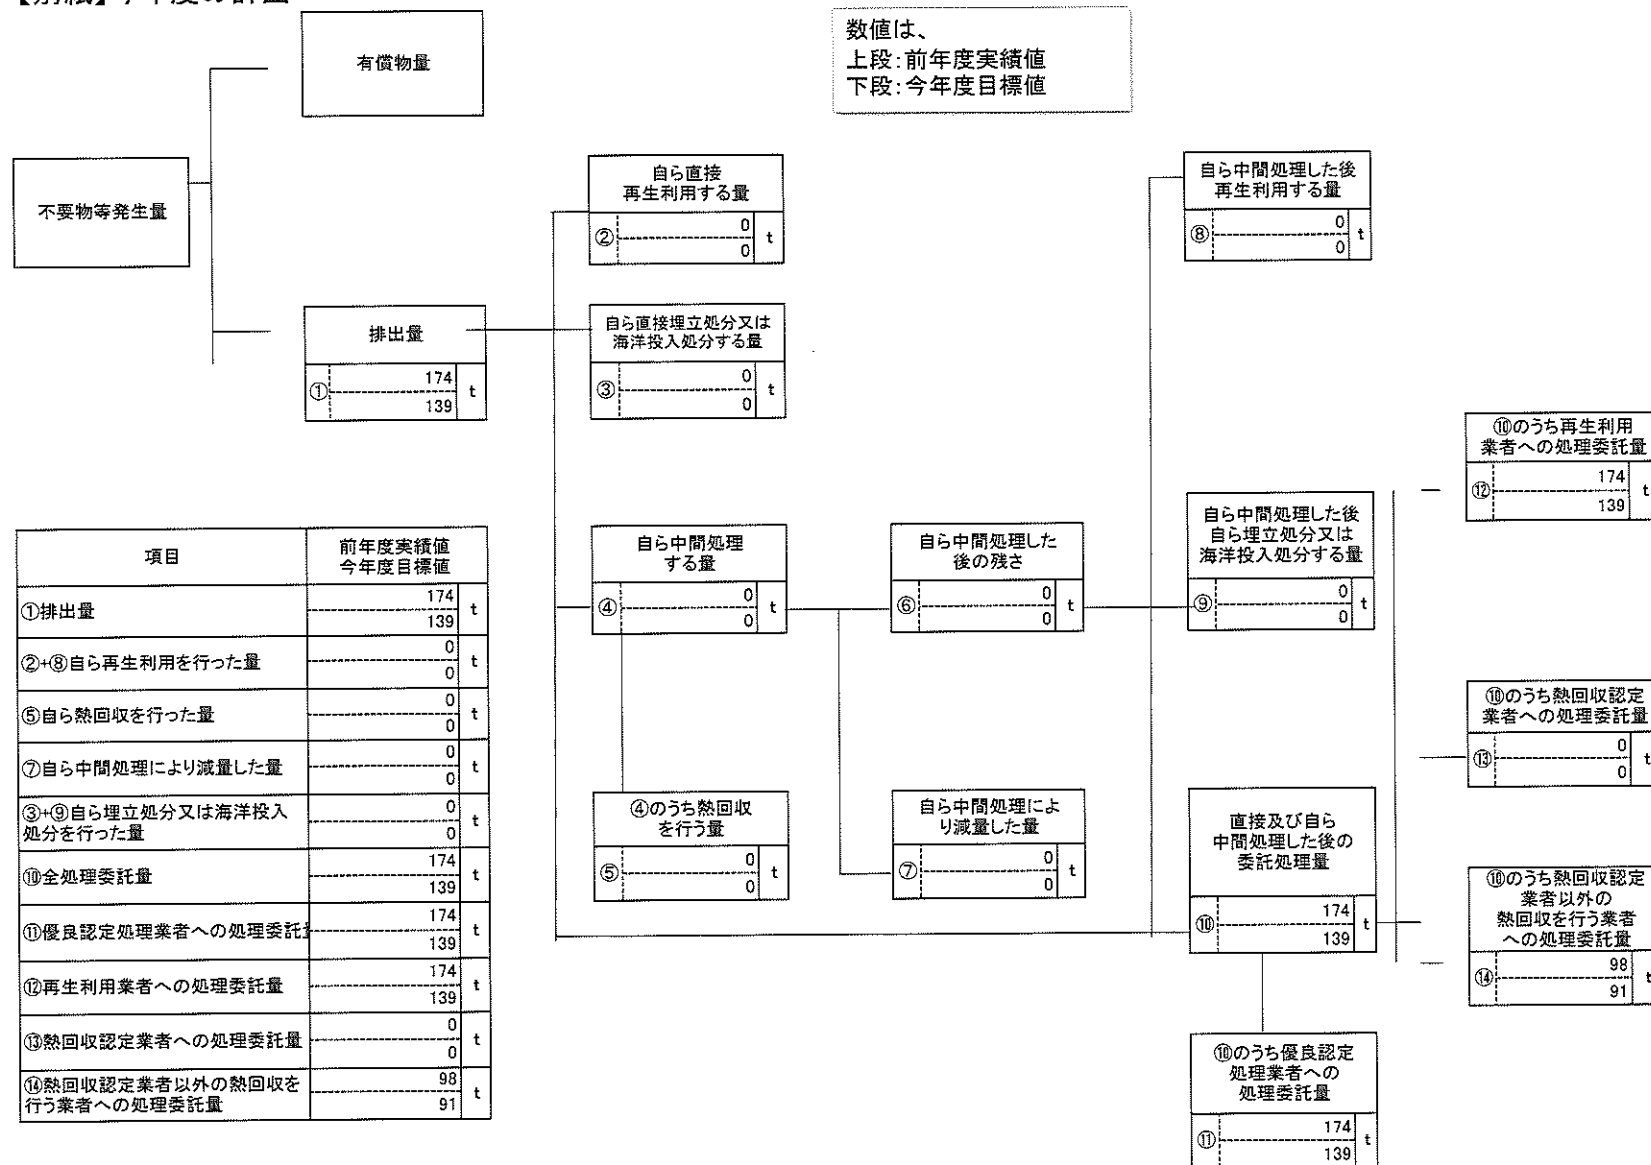 数値は、
上段:前年度実績値
下段:今年度目標値
有償物量
不要物等発生量
排出量
①
174
139
t
自ら直接
再生利用する量
②
0
0
t
自ら直接埋立処分又は
海洋投入処分する量
③
0
0
t
自ら中間処理
する量
④
0
0
t
④のうち熱回収
を行う量
⑤
0
0
t
自ら中間処理した
後の残さ
⑥
0
0
t
自ら中間処理によ
り減量した量
⑦
0
0
t
自ら中間処理した後
再生利用する量
⑧
0
0
t
自ら中間処理した後
自ら埋立処分又は
海洋投入処分する量
⑨
0
0
t
直接及び自ら
中間処理した後の
委託処理量
⑩
174
139
t
⑩のうち優良認定
処理業者への
処理委託量
⑪
174
139
t
⑩のうち再生利用
業者への処理委託量
⑫
174
139
t
⑩のうち熱回収認定
業者への処理委託量
⑬
0
0
t
⑩のうち熱回収認定
業者以外の
熱回収を行う業者
への処理委託量
⑭
98
91
t
項目
前年度実績値
今年度目標値
①排出量
174
139
t
②+⑧自ら再生利用を行った量
0
0
t
⑤自ら熱回収を行った量
0
0
t
⑦自ら中間処理により減量した量
0
0
t
③+⑨自ら埋立処分又は海洋投入
処分を行った量
0
0
t
⑩全処理委託量
174
139
t
⑪優良認定処理業者への処理委託
174
139
t
⑫再生利用業者への処理委託量
174
139
t
⑬熱回収認定業者への処理委託量
0
0
t
⑭熱回収認定業者以外の熱回収を
行う業者への処理委託量
98
91
t